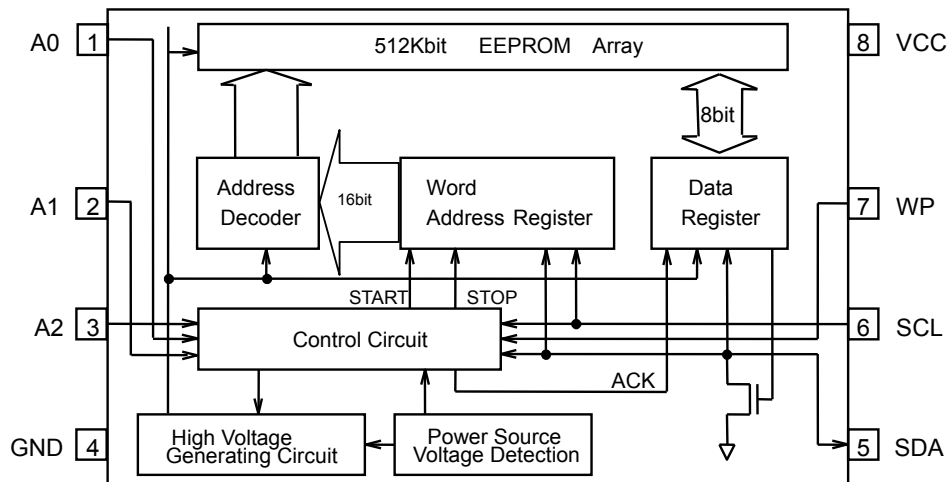 A0
1
512Kbit EEPROM Array
8
VCC
8bit
A1
2
Address
Decoder
16bit
Word
Address Register
Data
Register
7
WP
START
STOP
A2
3
Control Circuit
6
SCL
ACK
GND
4
High Voltage
Generating Circuit
Power Source
Voltage Detection
5
SDA